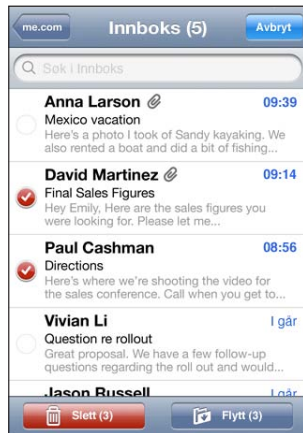 me.com
Innboks (5)
Avbryt
Søk i Innboks
Anna Larson 09:39
Mexico vacation
Here's a photo I took of Sandy kayaking. We
also rented a boat and did a bit of fishing...
David Martinez 09:14
Final Sales Figures
Hey Emily, Here are the sales figures you
were looking for. Please let me...
Paul Cashman 08:56
Directions
Here's where we're shooting the video for
the sales conference. Call when you get to...
Vivian Li I går
Question re rollout
Great proposal. We have a few follow-up
questions regarding the roll out and would...
Jason Russell I går
Slett (3)
Flytt (3)